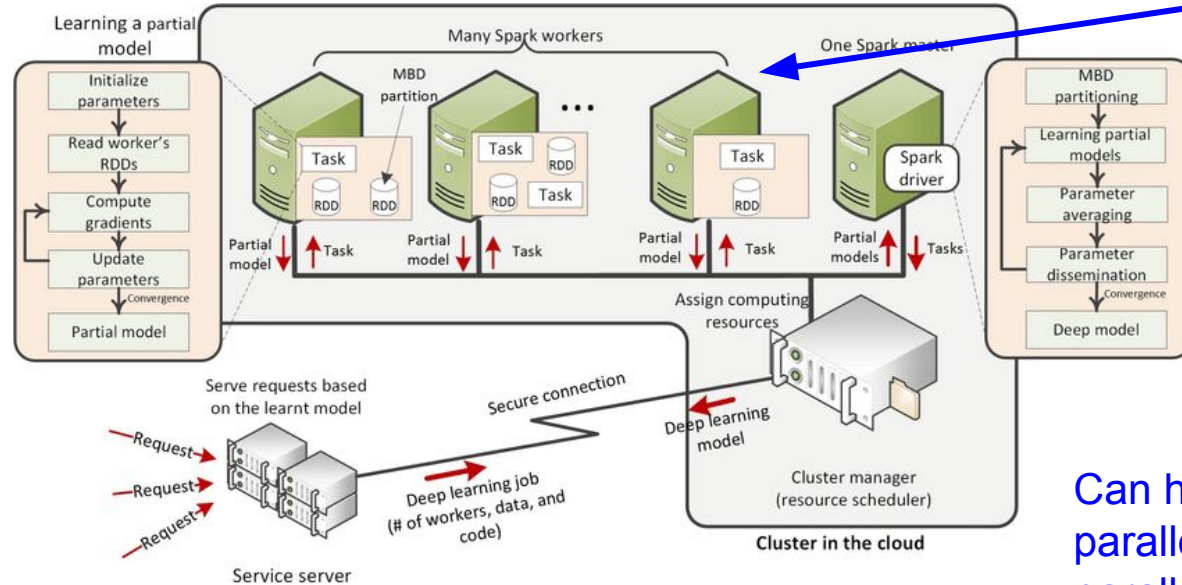 Learning a partial
model
Initialize
parameters
Read worker's
RDDs
Compute
gradients
Update
parameters
Convergence
Partial model
Many Spark workers
MBD
partition
...
One Spark master
Task
RDD
RDD
Task
RDD
RDD
Task
Task
RDD
Spark
driver
Partial
model
Task
Partial
model
Task
Partial
model
Task
Partial
models
Tasks
MBD
partitioning
Learning partial
models
Parameter
averaging
Parameter
dissemination
Convergence
Deep model
Assign computing
resources
Serve requests based
on the learnt model
Request
Request
Request
Service server
Secure connection
Deep learning job
(# of workers, data, and
code)
Deep learning
model
Cluster manager
(resource scheduler)
Cluster in the cloud
Can h
paralle